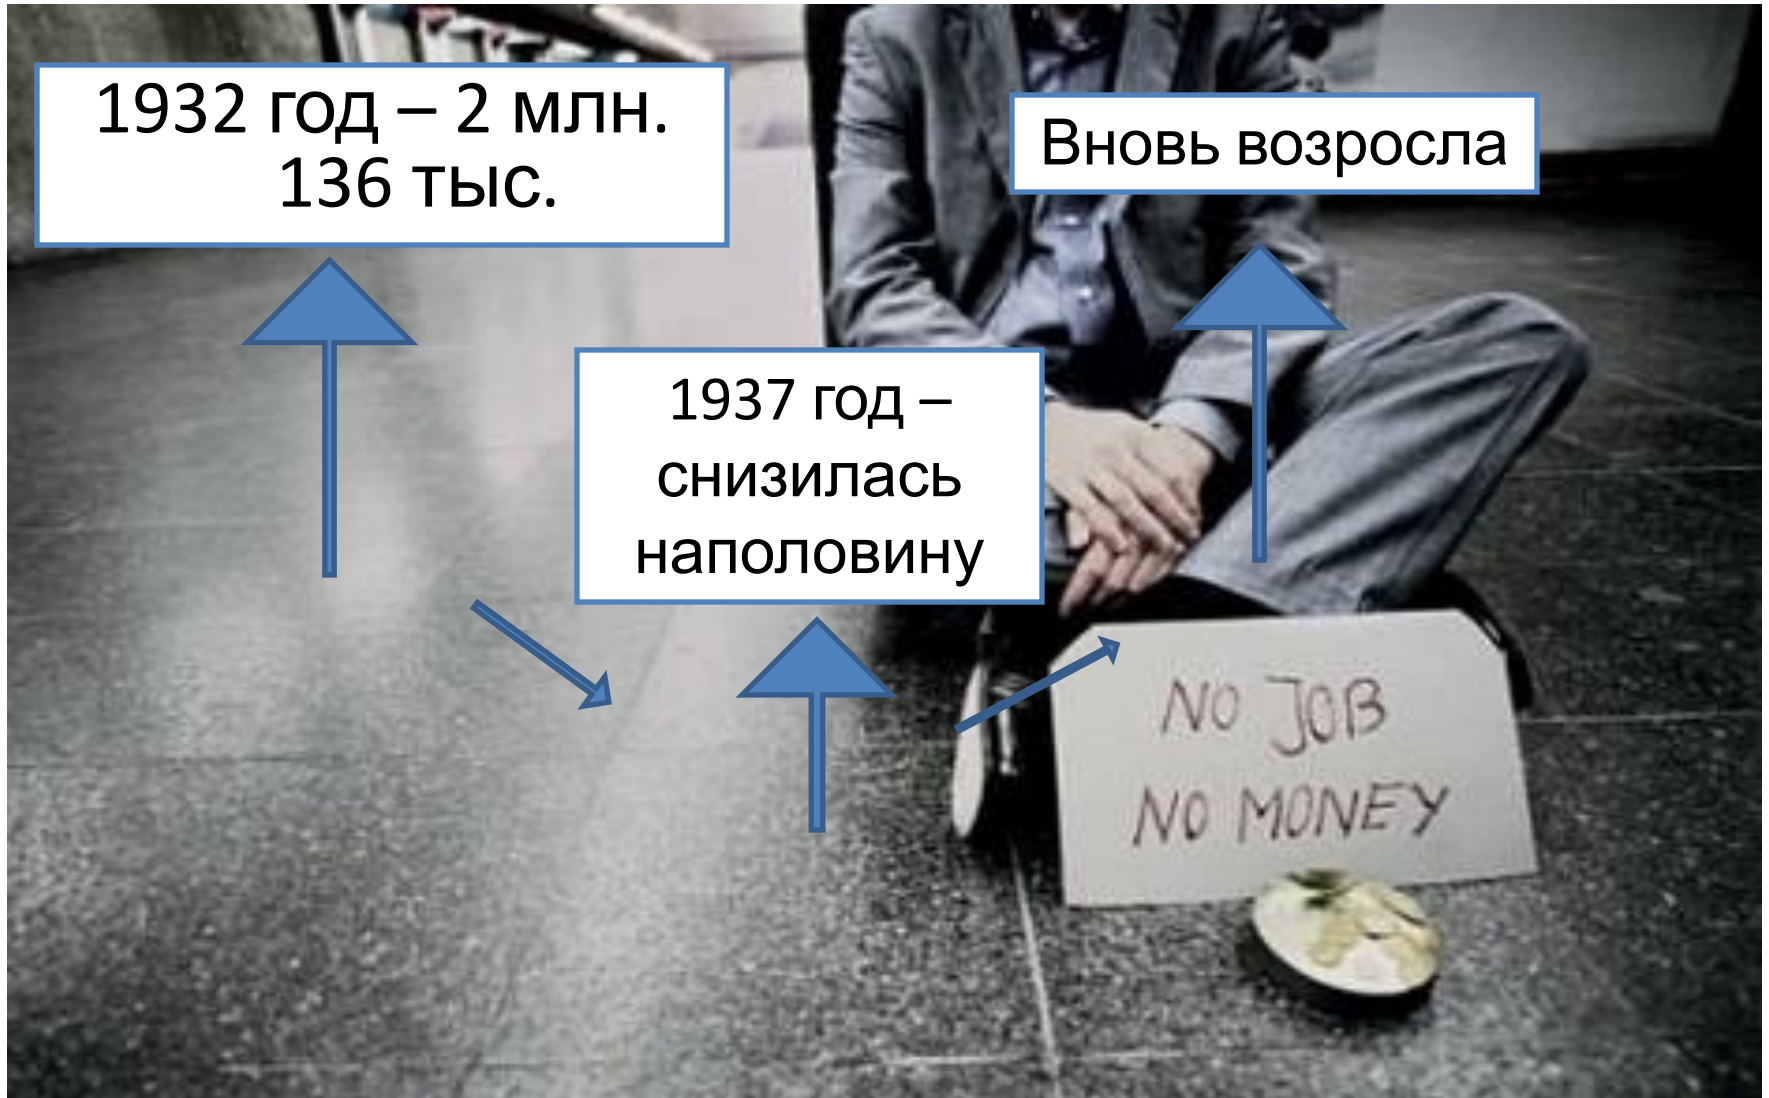 1932 год – 2 млн.
136 тыс.
Вновь возросла
1937 год –
снизилась
наполовину
NO JOB
NO MONEY